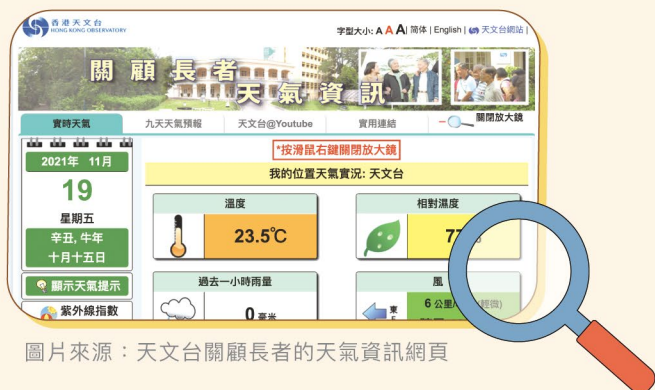 香港天文台
HONG KONG OBSERVATORY
字型大小: A A A| 简体 | English | 天文台網站 |
關顧長者
天氣資訊
實時天氣 九天天氣預報 天文台@Youtube 實用連結 關閉放大鏡
*按滑鼠右鍵關閉放大鏡
2021年 11月
19
星期五
辛丑, 牛年
十月十五日
顯示天氣提示
紫外線指數
我的位置天氣實況: 天文台
溫度
23.5℃
相對濕度
過去一小時雨量
0 毫米
風
東
6 公里
圖片來源：天文台關顧長者的天氣資訊網頁